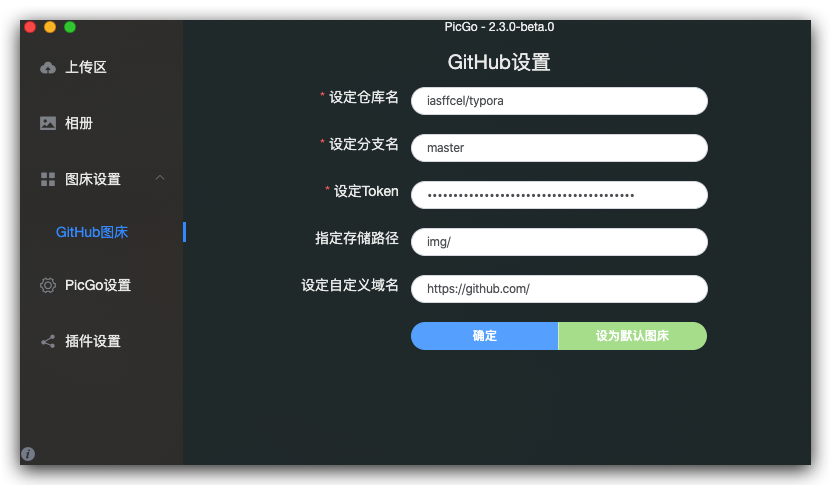 PicGo - 2.3.0-beta.0
上传区
相册
图床设置
GitHub图床
PicGo设置
插件设置
GitHub设置
* 设定仓库名
iasffcel/typora
* 设定分支名
master
* 设定Token
••••••••••••••••••••••••••••••••••••••••
指定存储路径
img/
设定自定义域名
https://github.com/
确定
设为默认图床